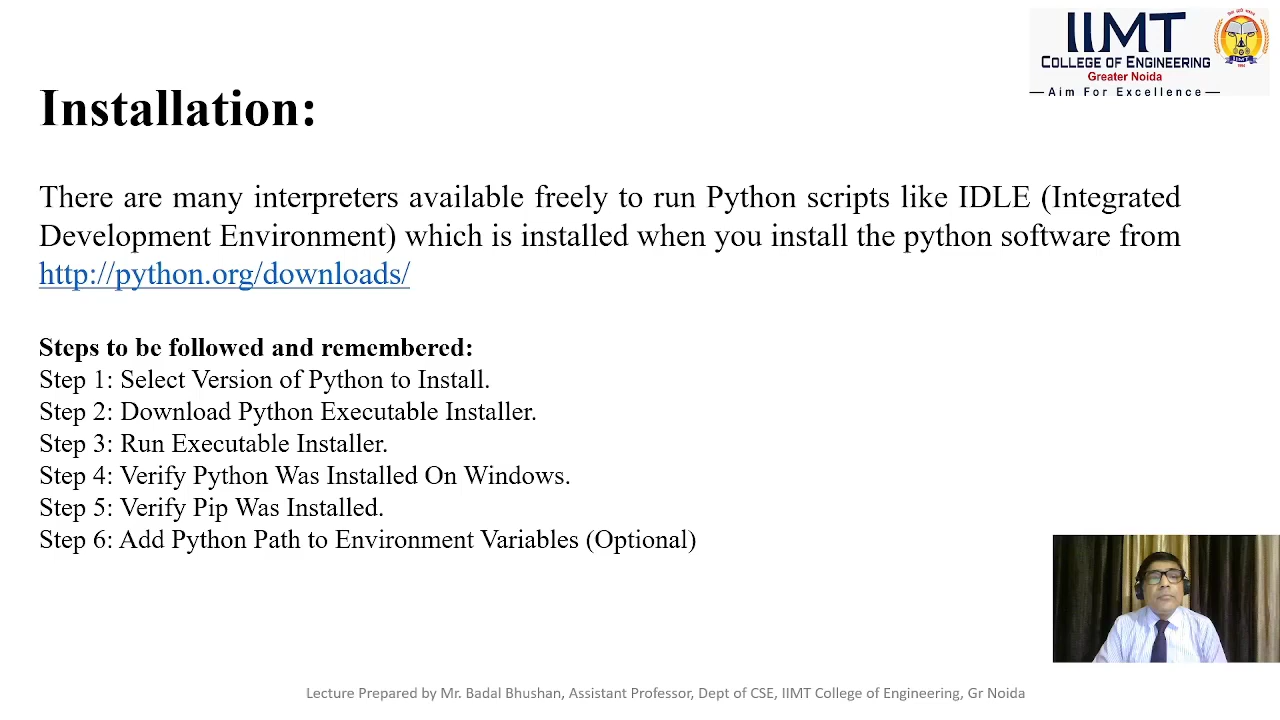 IIMT
COLLEGE OF ENGINEERING
Greater Noida
Aim For Excellence
Installation:
There are many interpreters available freely to run Python scripts like IDLE (Integrated
Development Environment) which is installed when you install the python software from
http://python.org/downloads/
Steps to be followed and remembered:
Step 1: Select Version of Python to Install.
Step 2: Download Python Executable Installer.
Step 3: Run Executable Installer.
Step 4: Verify Python Was Installed On Windows.
Step 5: Verify Pip Was Installed.
Step 6: Add Python Path to Environment Variables (Optional)
Lecture Prepared by Mr. Badal Bhushan, Assistant Professor, Dept of CSE, IIMT College of Engineering, Gr Noida